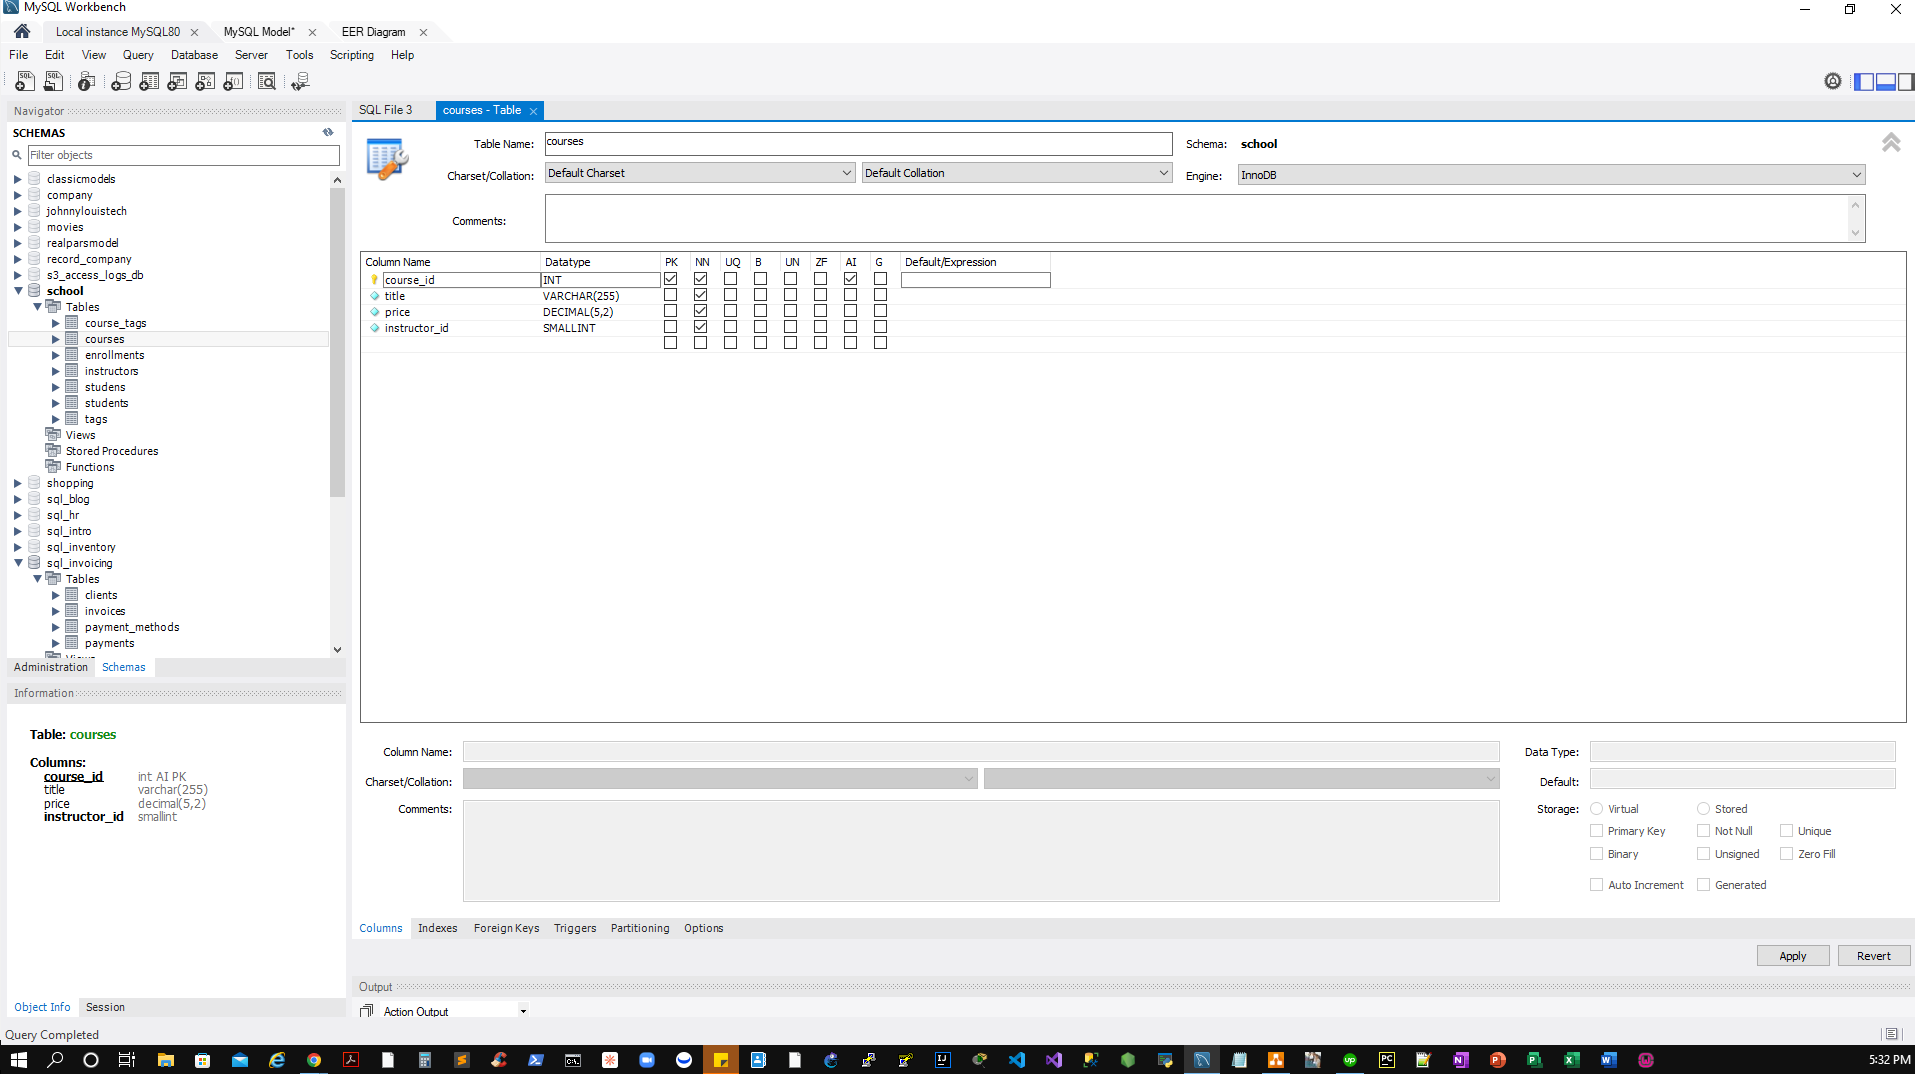 MySQL Workbench
Local instance MySQL80
MySQL Model*
EER Diagram
File Edit View Query Database Server Tools Scripting Help
Navigator
SCHEMAS
Filter objects
classicmodels
company
johnnylouistech
movies
realparsmodel
record_company
s3_access_logs_db
school
Tables
course_tags
courses
enrollments
instructors
studens
students
tags
Views
Stored Procedures
Functions
shopping
sql_blog
sql_hr
sql_intro
sql_inventory
sql_invoicing
Tables
clients
invoices
payment_methods
payments
Administration Schemas
Information
Table: courses
Columns:
course_id int AI PK
title varchar(255)
price decimal(5,2)
instructor_id smallint
Object Info Session
SQL File 3 courses - Table
Table Name: courses Schema: school
Charset/Collation: Default Charset Default Collation Engine: InnoDB
Comments:
Column Name Datatype PK NN UQ B UN ZF AI G Default/Expression
course_id INT
title VARCHAR(255)
price DECIMAL(5,2)
instructor_id SMALLINT
Column Name: Data Type:
Charset/Collation: Default:
Comments: Storage: Virtual Stored
Primary Key Not Null Unique
Binary Unsigned Zero Fill
Auto Increment Generated
Columns Indexes Foreign Keys Triggers Partitioning Options
Apply Revert
Output
Action Output
Query Completed
5:32 PM